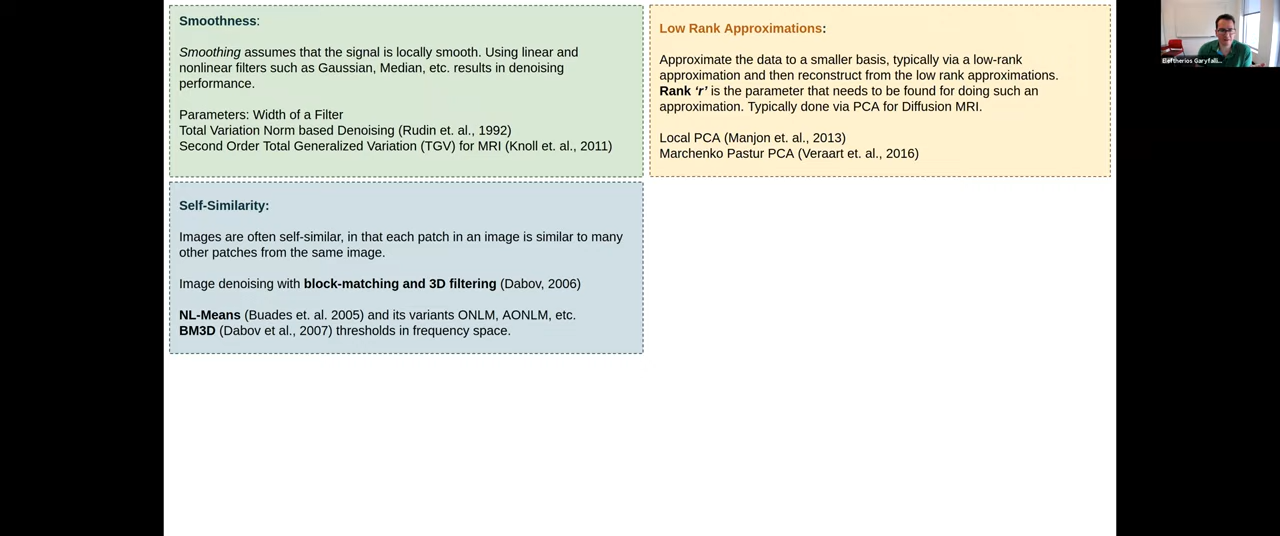 Smoothness:
Smoothing assumes that the signal is locally smooth. Using linear and
nonlinear filters such as Gaussian, Median, etc. results in denoising
performance.
Parameters: Width of a Filter
Total Variation Norm based Denoising (Rudin et. al., 1992)
Second Order Total Generalized Variation (TGV) for MRI (Knoll et. al., 2011)
Low Rank Approximations:
Approximate the data to a smaller basis, typically via a low-rank
approximation and then reconstruct from the low rank approximations.
Rank ‘r’ is the parameter that needs to be found for doing such an
approximation. Typically done via PCA for Diffusion MRI.
Local PCA (Manjon et. al., 2013)
Marchenko Pastur PCA (Veraart et. al., 2016)
Self-Similarity:
Images are often self-similar, in that each patch in an image is similar to many
other patches from the same image.
Image denoising with block-matching and 3D filtering (Dabov, 2006)
NL-Means (Buades et. al. 2005) and its variants ONLM, AONLM, etc.
BM3D (Dabov et al., 2007) thresholds in frequency space.
Eleftherios Garyfalli...